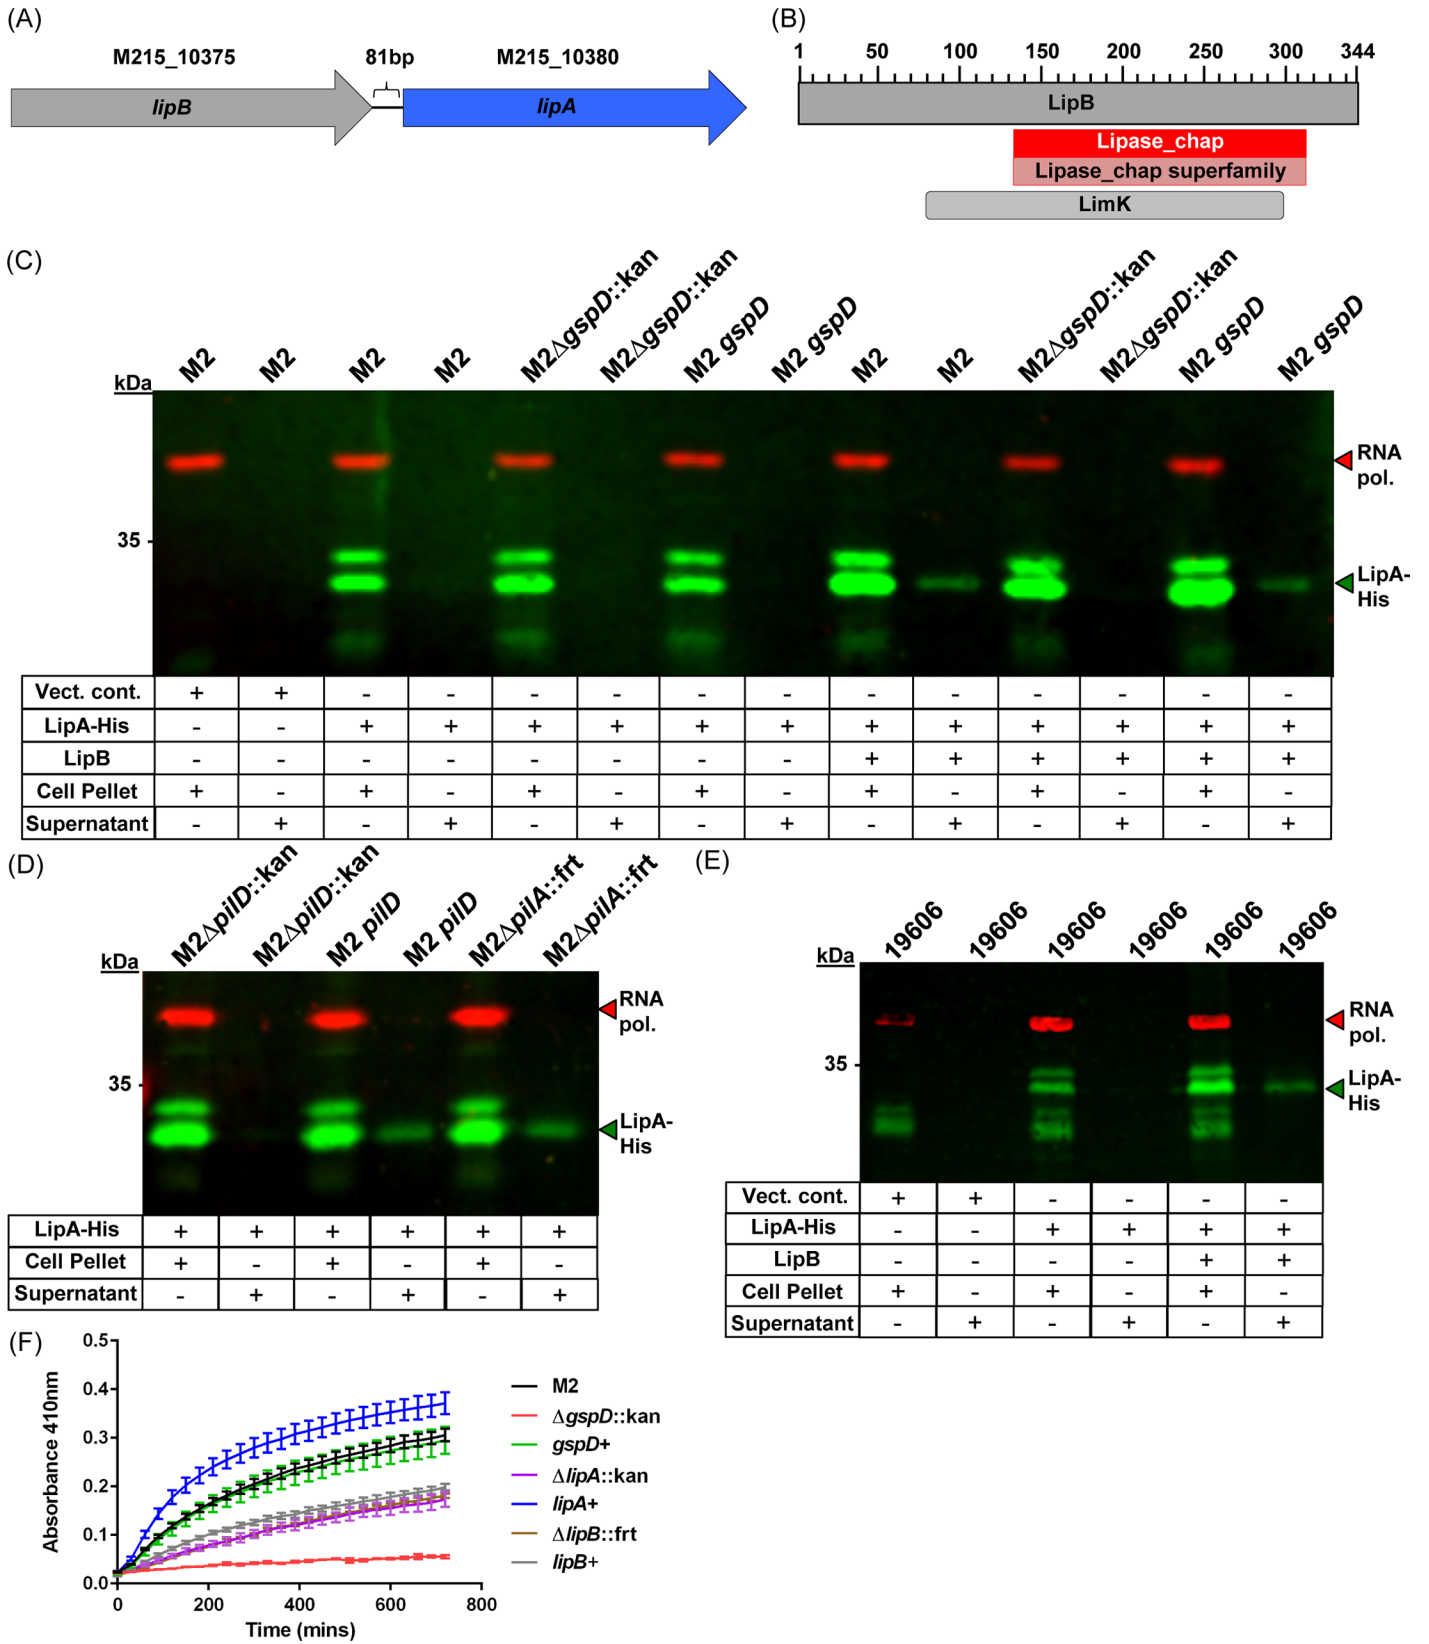 (A)
M215_10375 81bp M215_10380
lipB lipA
(B)
1 50 100 150 200 250 300 344
LipB
Lipase_chap
Lipase_chap superfamily
LimK
(C)
M2 M2 M2 M2 M2ΔgspD::kan M2ΔgspD::kan M2 gspD M2 gspD M2 M2 M2ΔgspD::kan M2ΔgspD::kan M2 gspD M2 gspD
kDa
35
RNA
pol.
LipA-
His
Vect. cont. + + - - - - - - - - - - - -
LipA-His - - + + + + + + + + + + + +
LipB - - - - - - - - + + + + + +
Cell Pellet + - + - + - + - + - + - + -
Supernatant - + - + - + - + - + - + - +
(D)
M2ΔpilD::kan M2ΔpilD::kan M2 pilD M2 pilD M2ΔpilA::frt M2ΔpilA::frt
kDa
35
RNA
pol.
LipA-
His
LipA-His + + + + + +
Cell Pellet + - + - + -
Supernatant - + - + - +
(E)
19606 19606 19606 19606 19606 19606
kDa
35
RNA
pol.
LipA-
His
Vect. cont. + + - - - -
LipA-His - - + + + +
LipB - - - - + +
Cell Pellet + - + - + -
Supernatant - + - + - +
(F)
Absorbance 410nm
0.5
0.4
0.3
0.2
0.1
0.0
0 200 400 600 800
Time (mins)
M2
ΔgspD::kan
gspD+
ΔlipA::kan
lipA+
ΔlipB::frt
lipB+